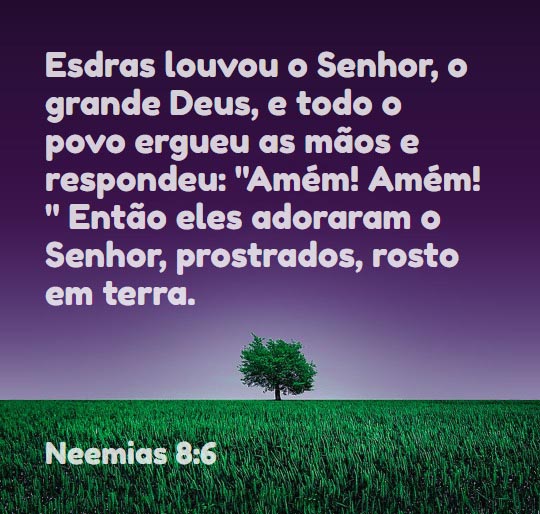 Esdras louvou o Senhor, o
grande Deus, e todo o
povo ergueu as mãos e
respondeu: "Amém! Amém!
" Então eles adoraram o
Senhor, prostrados, rosto
em terra.
Neemias 8:6